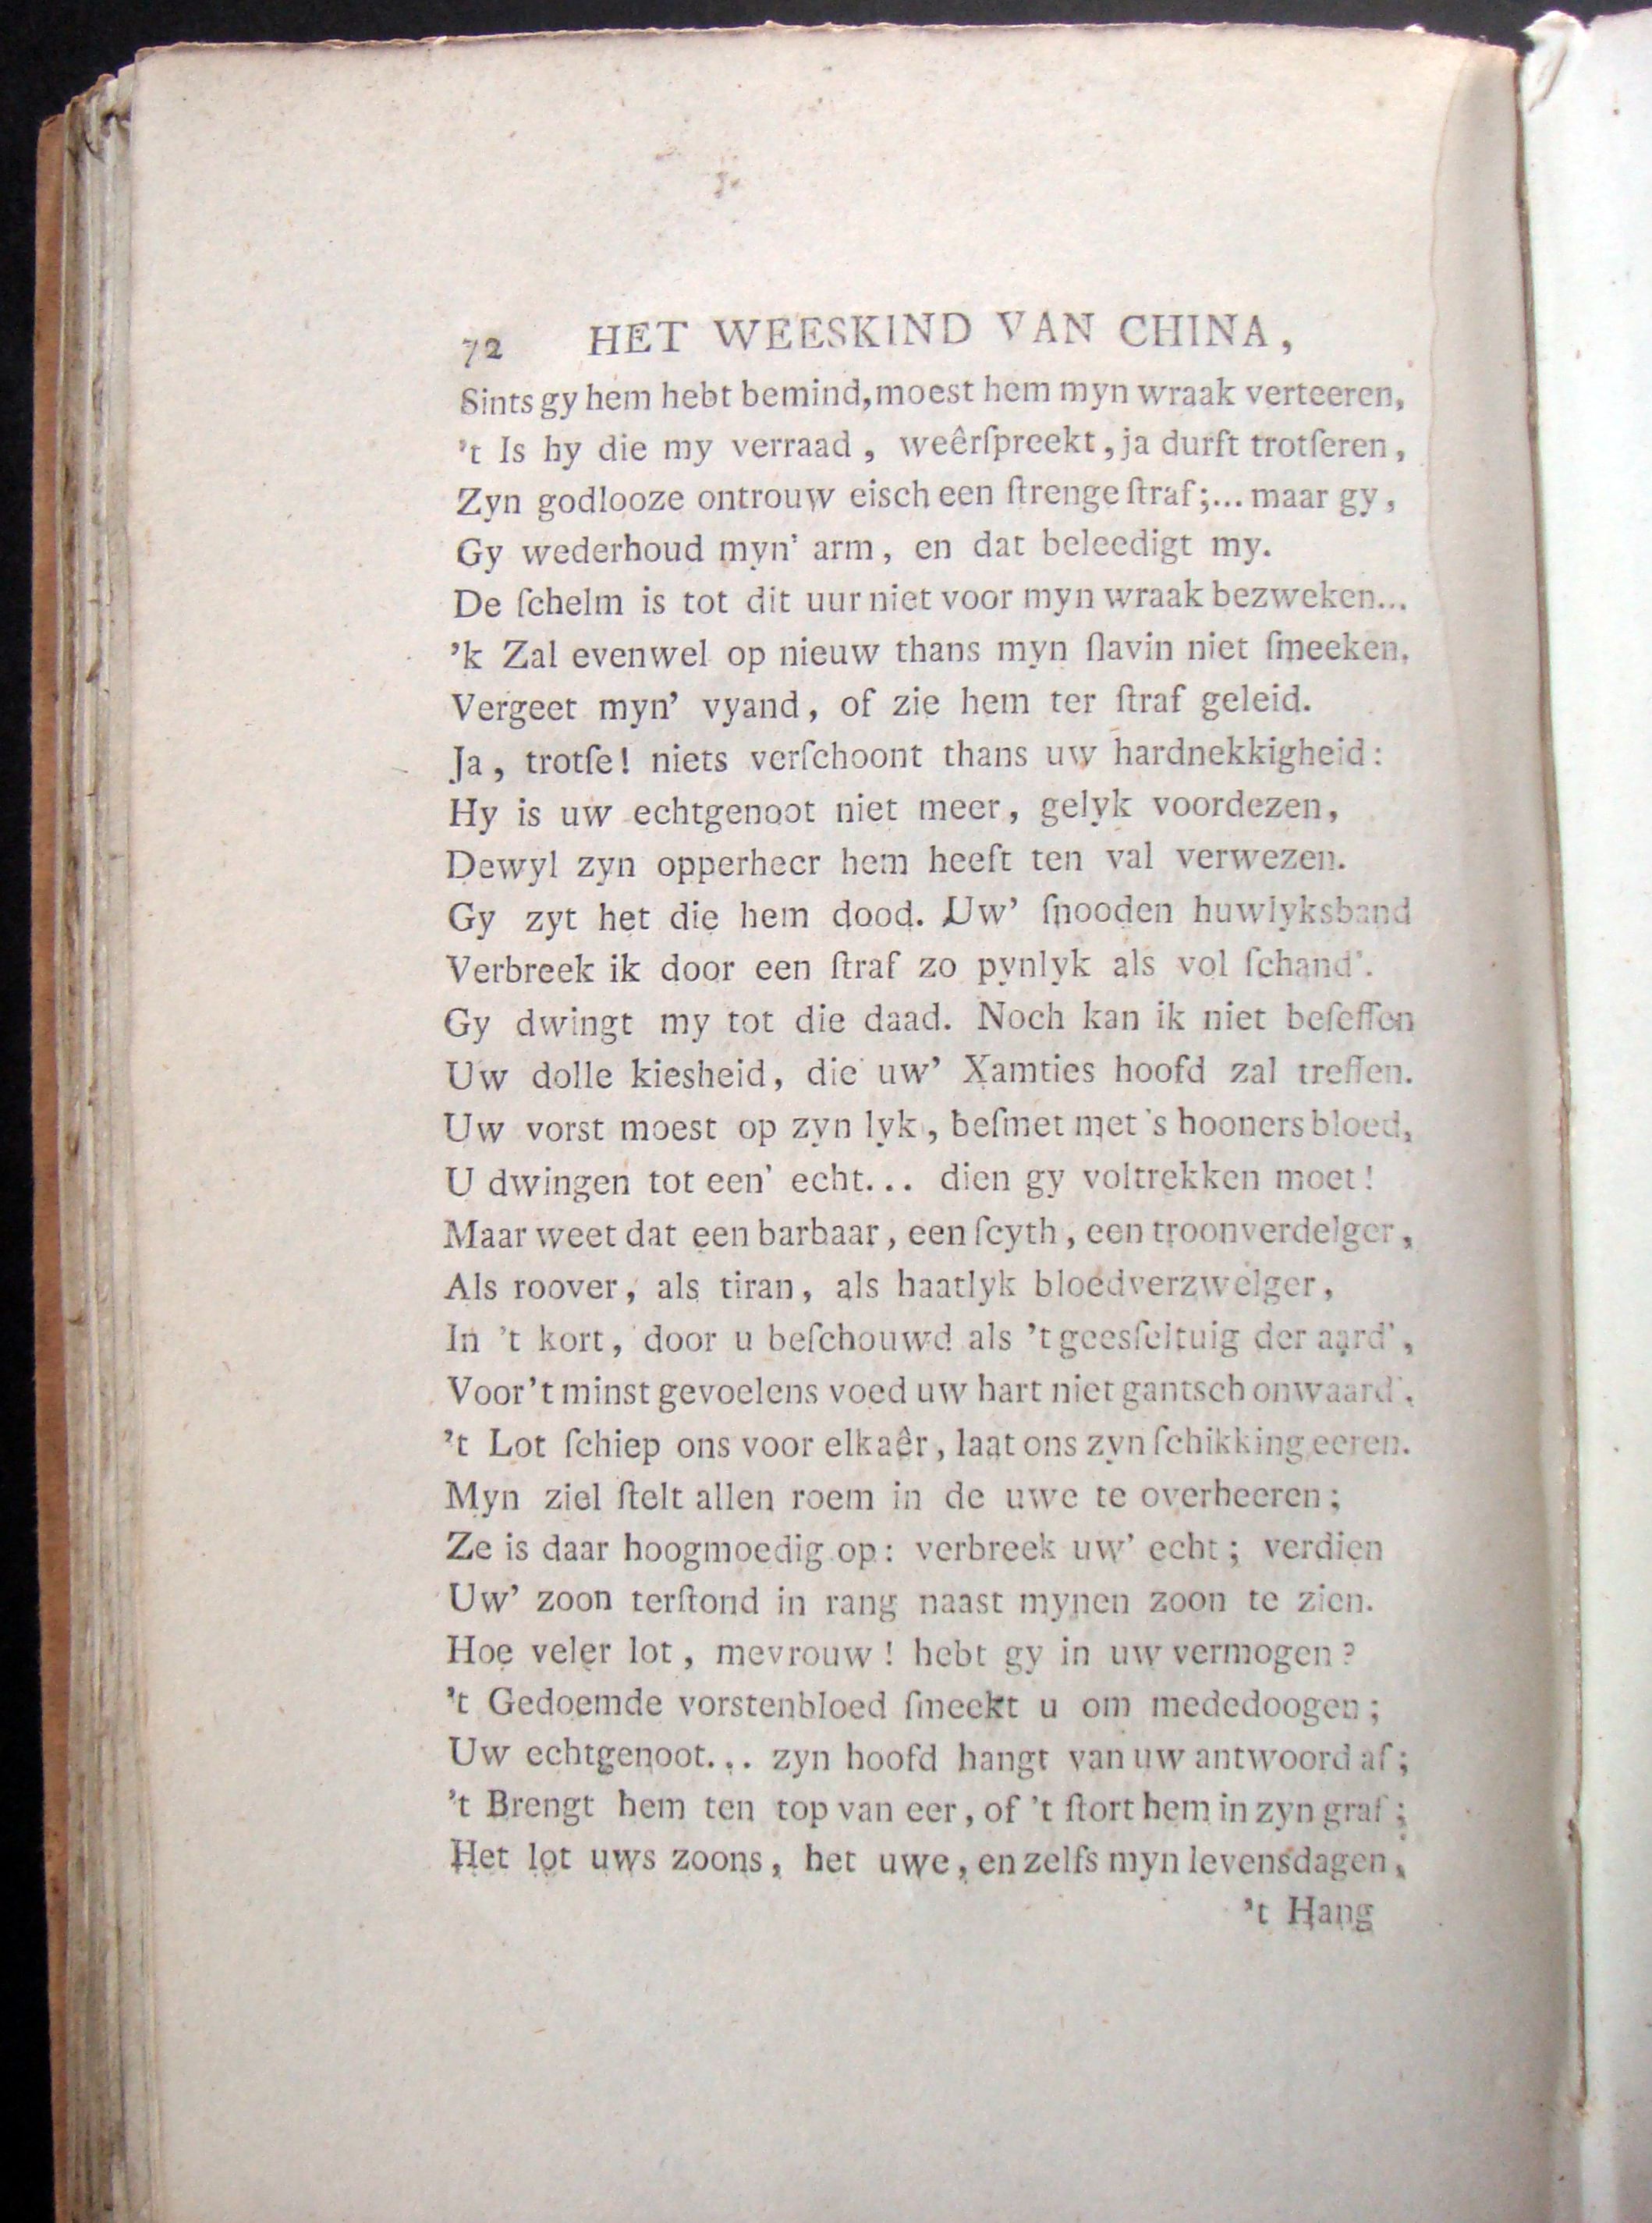 72 HET WEESKIND VAN CHINA,
Sints gy hem hebt bemind, moest hem myn wraak verteeren,
't Is hy die my verraad, weêrſpreekt, ja durft trotſeren,
Zyn godlooze ontrouw eisch een ſtrenge ſtraf;... maar gy,
Gy wederhoud myn' arm, en dat beleedigt my.
De ſchelm is tot dit uur niet voor myn wraak bezweken...
'k Zal evenwel op nieuw thans myn ſlavin niet ſmeeken.
Vergeet myn' vyand, of zie hem ter ſtraf geleid.
Ja, trotſe! niets verſchoont thans uw hardnekkigheid:
Hy is uw echtgenoot niet meer, gelyk voordezen,
Dewyl zyn opperheer hem heeft ten val verwezen.
Gy zyt het die hem dood. Uw' ſnooden huwlyksband
Verbreek ik door een ſtraf zo pynlyk als vol ſchand'.
Gy dwingt my tot die daad. Noch kan ik niet beſeffen
Uw dolle kiesheid, die uw' Xamties hoofd zal treffen.
Uw vorst moest op zyn lyk, beſmet met 's hooners bloed,
U dwingen tot een' echt... dien gy voltrekken moet!
Maar weet dat een barbaar, een ſcyth, een troonverdelger,
Als roover, als tiran, als haatlyk bloedverzwelger,
In 't kort, door u beſchouwd als 't geesſeltuig der aard',
Voor 't minst gevoelens voed uw hart niet gantsch onwaard'.
't Lot ſchiep ons voor elkaêr, laat ons zyn ſchikking eeren.
Myn ziel ſtelt allen roem in de uwe te overheeren;
Ze is daar hoogmoedig op: verbreek uw' echt; verdien
Uw' zoon terſtond in rang naast mynen zoon te zien.
Hoe veler lot, mevrouw! hebt gy in uw vermogen?
't Gedoemde vorstenbloed ſmeekt u om mededoogen;
Uw echtgenoot... zyn hoofd hangt van uw antwoord af;
't Brengt hem ten top van eer, of 't ſtort hem in zyn graf;
Het lot uws zoons, het uwe, en zelfs myn levensdagen,
't Hang